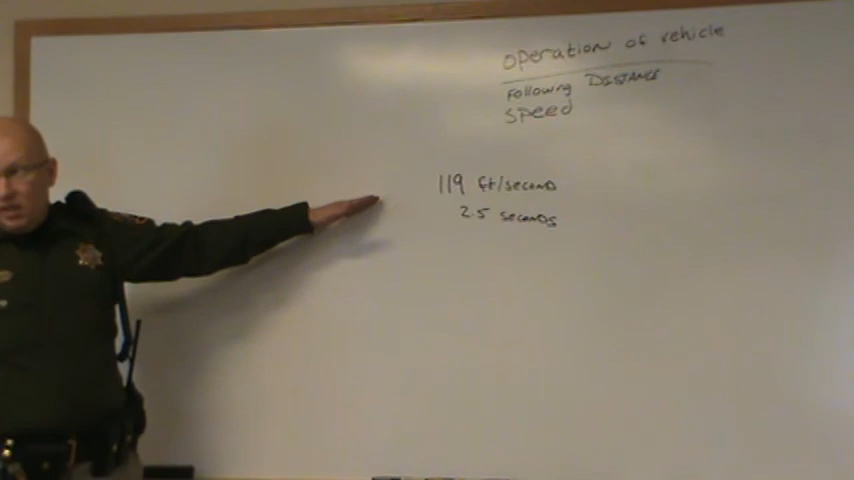 operation of vehicle
Following DISTANCE
speed
119 ft/second
2.5 seconds